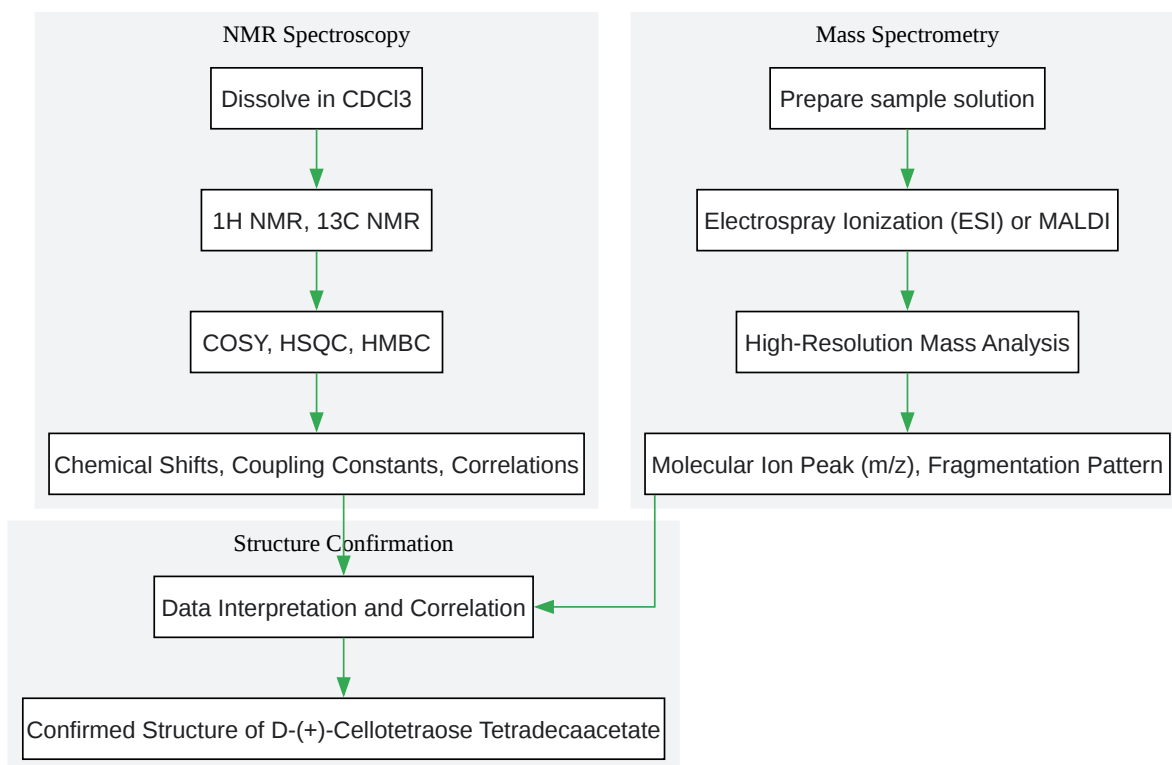 NMR Spectroscopy
Dissolve in CDCl3
1H NMR, 13C NMR
COSY, HSQC, HMBC
Chemical Shifts, Coupling Constants, Correlations
Mass Spectrometry
Prepare sample solution
Electrospray Ionization (ESI) or MALDI
High-Resolution Mass Analysis
Molecular Ion Peak (m/z), Fragmentation Pattern
Structure Confirmation
Data Interpretation and Correlation
Confirmed Structure of D-(+)-Cellotetraose Tetradecaacetate